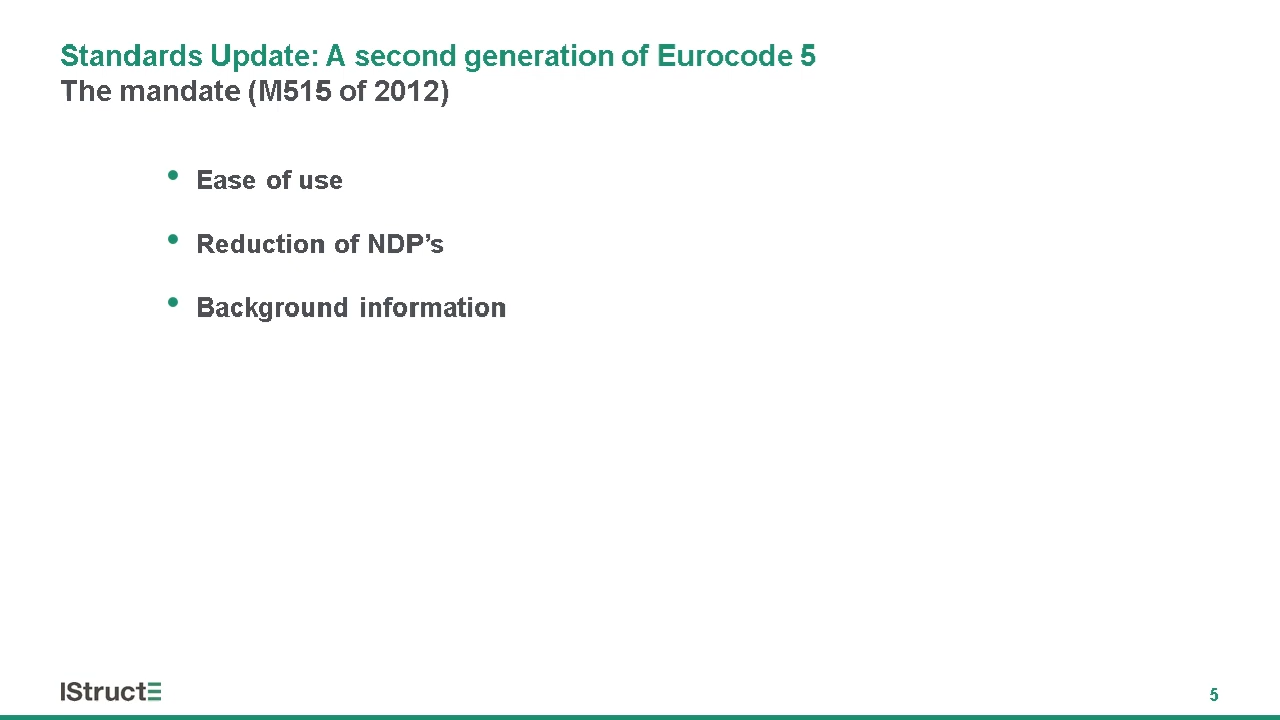 Standards Update: A second generation of Eurocode 5
The mandate (M515 of 2012)
• Ease of use
• Reduction of NDP’s
• Background information
IStructE
5